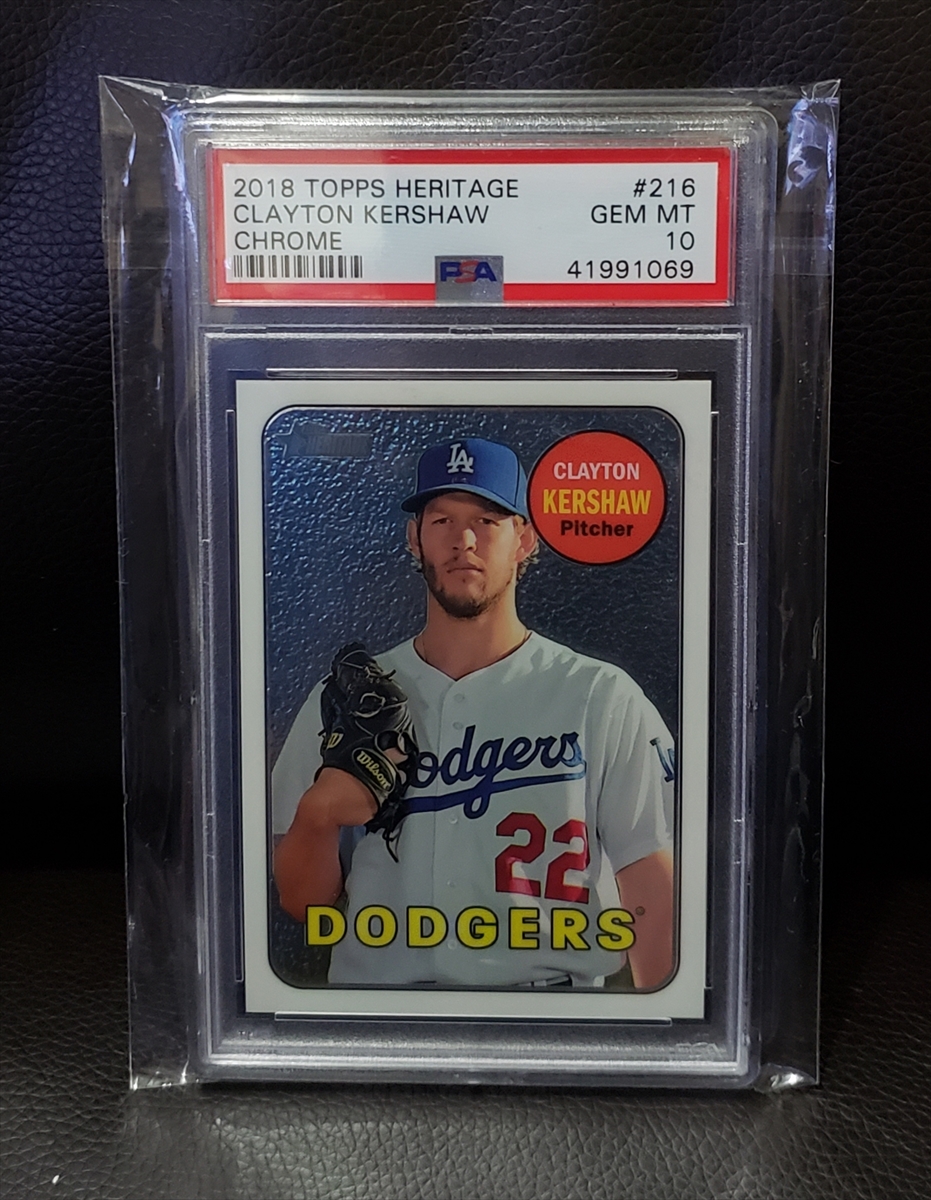 2018 TOPPS HERITAGE #216
CLAYTON KERSHAW GEM MT
CHROME 10
41991069
PSA
CLAYTON
KERSHAW
Pitcher
LA
Wilson
odgers
22
DODGERS